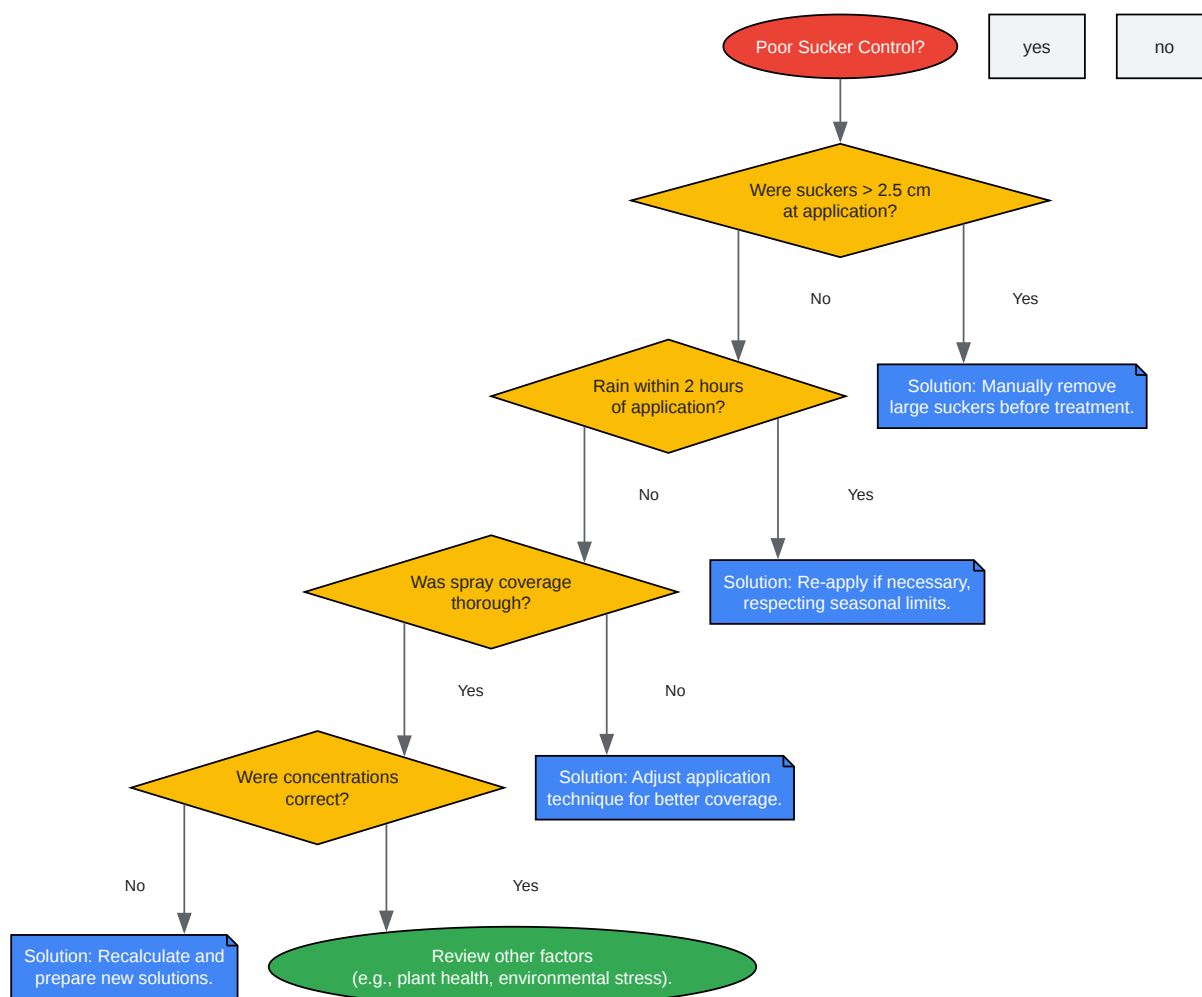 Poor Sucker Control?
yes
no
Were suckers > 2.5 cm
at application?
No
Yes
Rain within 2 hours
of application?
Solution: Manually remove
large suckers before treatment.
No
Yes
Was spray coverage
thorough?
Solution: Re-apply if necessary,
respecting seasonal limits.
Yes
No
Were concentrations
correct?
Solution: Adjust application
technique for better coverage.
No
Yes
Solution: Recalculate and
prepare new solutions.
Review other factors
(e.g., plant health, environmental stress).